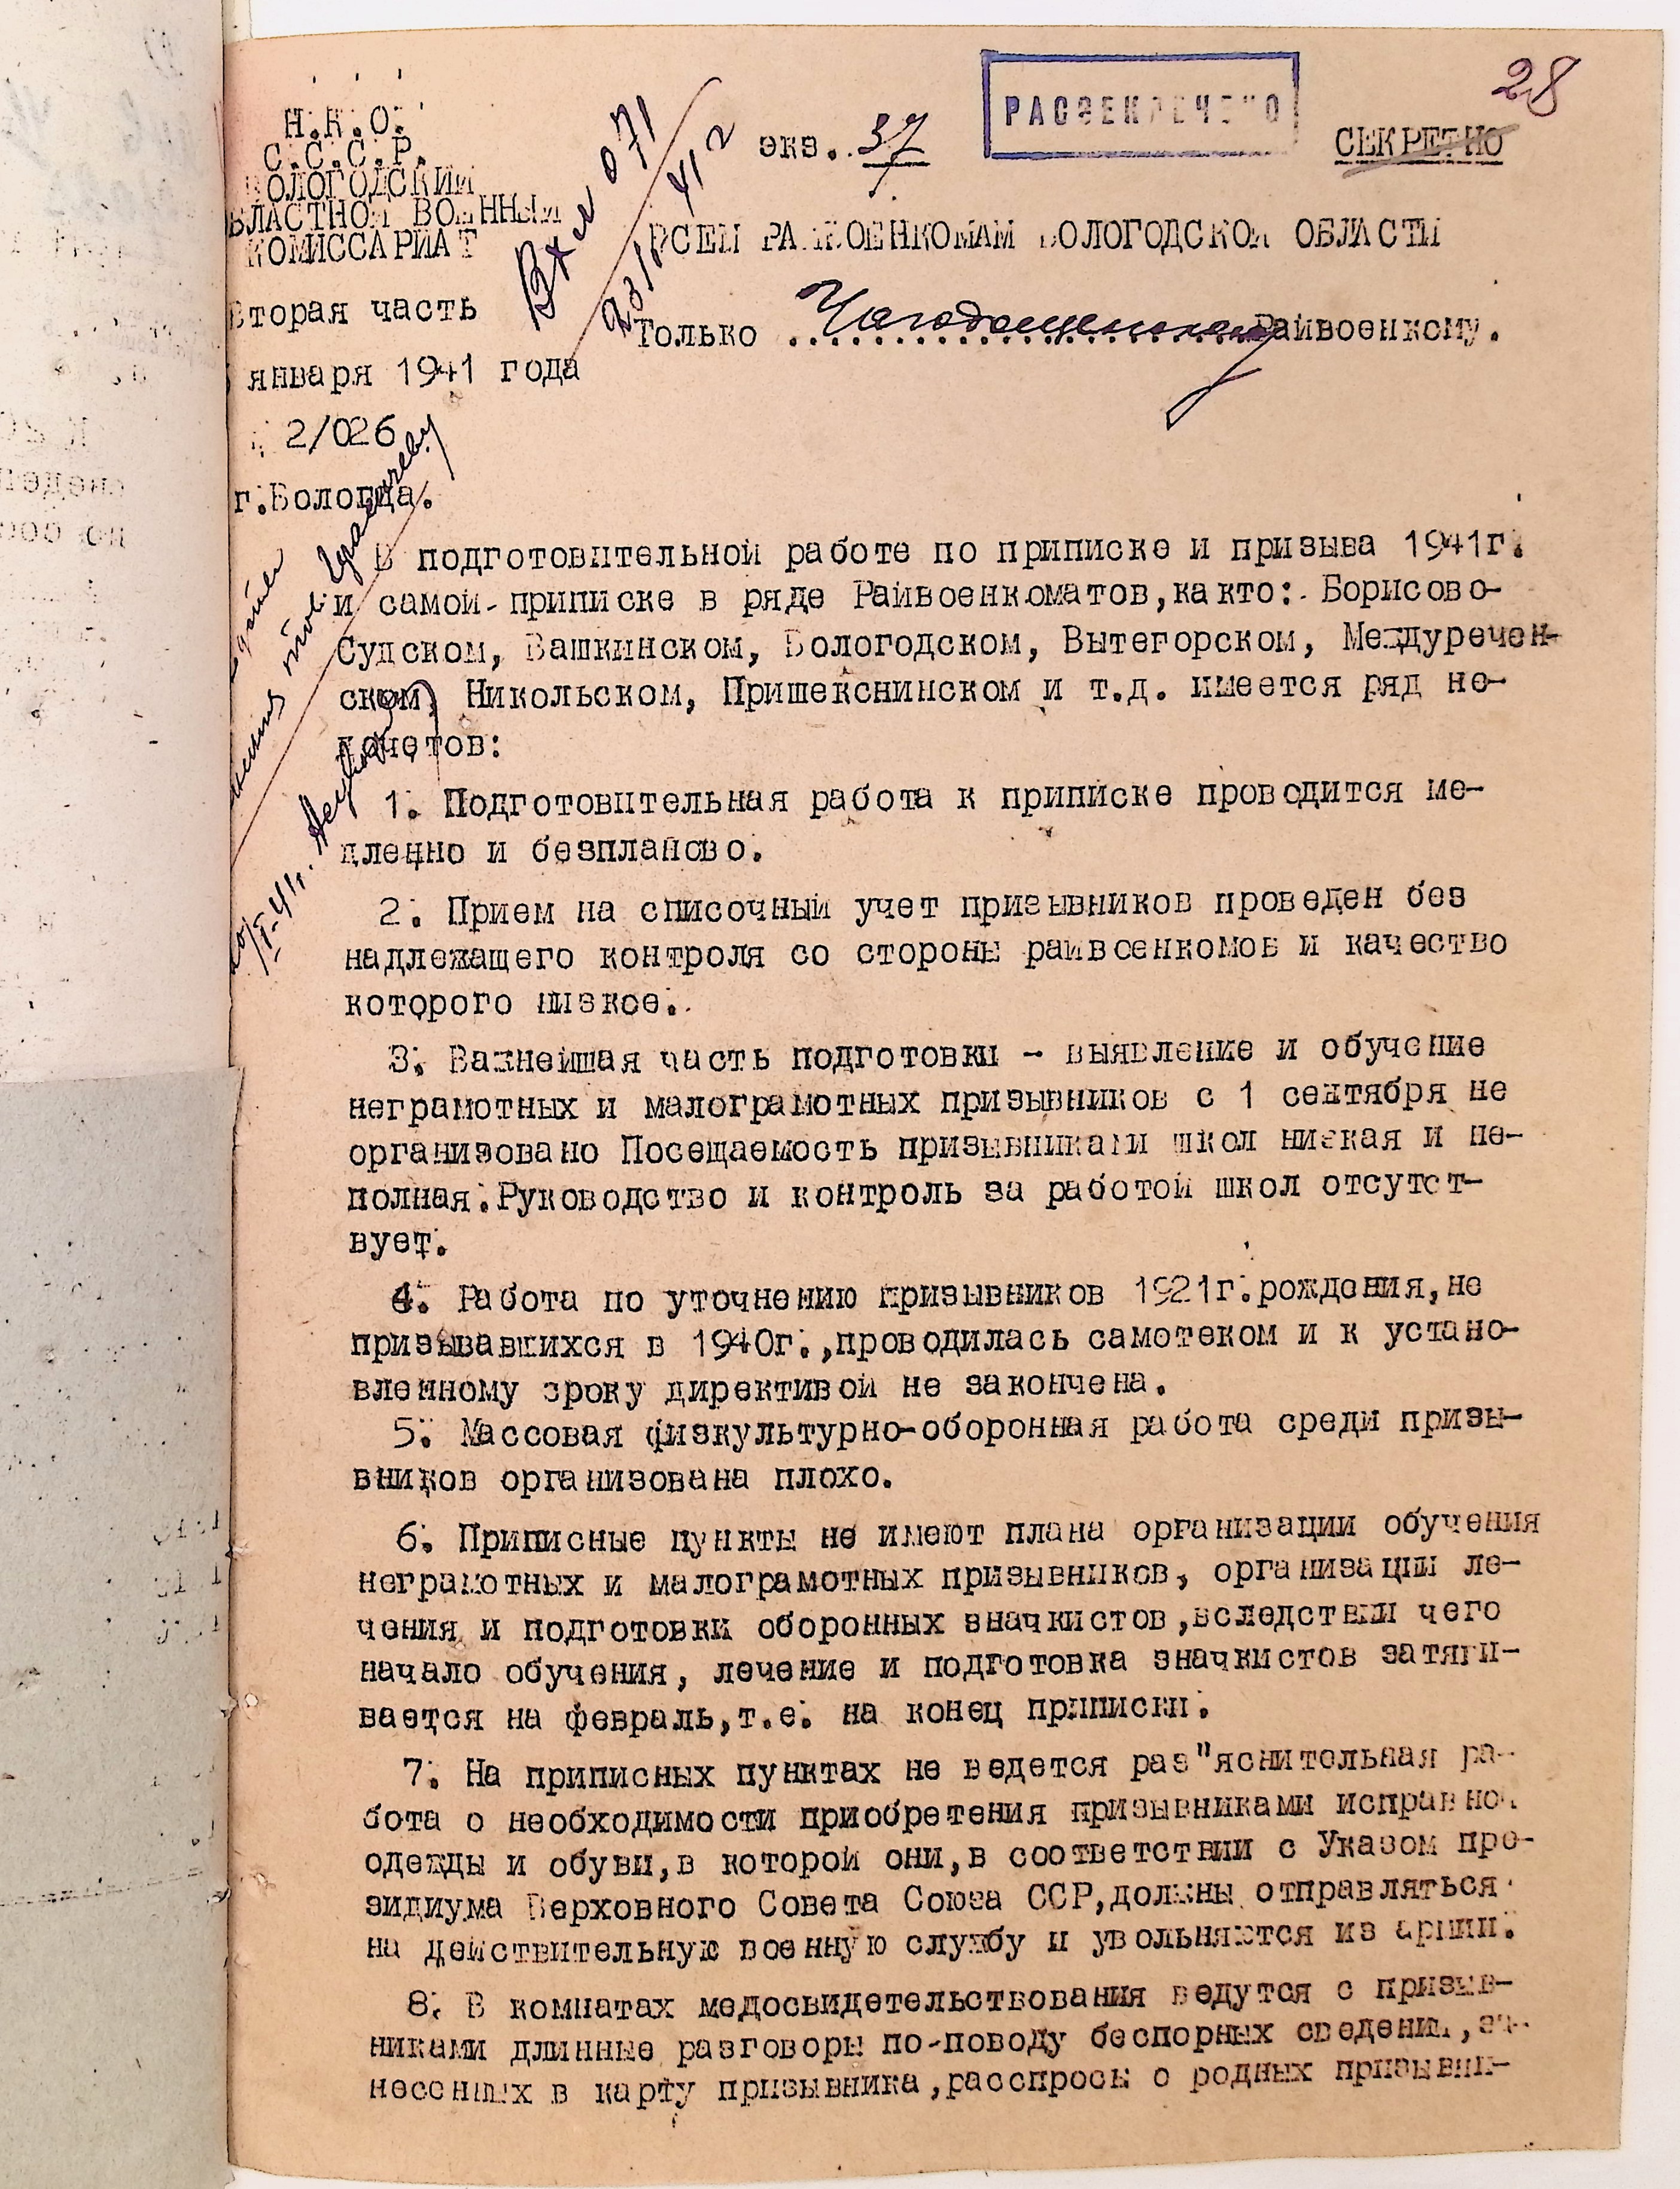 28
РАССЕКРЕЧЕНО
экз. 37
СЕКРЕТНО
Н.К.О.
С.С.С.Р.
ВОЛОГОДСКИЙ
ОБЛАСТНОЙ ВОЕННЫЙ
КОМИССАРИАТ
Вторая часть
января 1941 года
2/026
г.Вологда.
Вх № 071
23/I 41 г
ВСЕМ РАЙВОЕНКОМАМ ВОЛОГОДСКОЙ ОБЛАСТИ
Только Чагодощенскому Райвоенкому.
В подготовительной работе по приписке и призыва 1941г.
и самой приписке в ряде Райвоенкоматов,как то: Борисово-
Судском, Вашкинском, Вологодском, Вытегорском, Междуречен-
ском, Никольском, Пришекснинском и т.д. имеется ряд не-
дочетов:
1. Подготовительная работа к приписке проводится ме-
дленно и безпланово.
2. Прием на списочный учет призывников проведен без
надлежащего контроля со стороны райвоенкомов и качество
которого низкое.
3. Важнейшая часть подготовки - выявление и обучение
неграмотных и малограмотных призывников с 1 сентября не
организовано Посещаемость призывниками школ низкая и не-
полная.Руководство и контроль за работой школ отсутст-
вует.
4. Работа по уточнению призывников 1921г.рождения,не
призывавшихся в 1940г.,проводилась самотеком и к устано-
вленному сроку директивой не закончена.
5. Массовая физкультурно-оборонная работа среди призы-
вников организована плохо.
6. Приписные пункты не имеют плана организации обучения
неграмотных и малограмотных призывников, организации ле-
чения и подготовки оборонных значкистов,вследствии чего
начало обучения, лечение и подготовка значкистов затяги-
вается на февраль,т.е. на конец приписки.
7. На приписных пунктах не ведется раз"яснительная ра-
бота о необходимости приобретения призывниками исправной
одежды и обуви,в которой они,в соответствии с Указом пре-
зидиума Верховного Совета Союза ССР,должны отправляться
на действительную военную службу и увольняются из армии.
8. В комнатах медосвидетельствования ведутся с призыв-
никами длинные разговоры по-поводу беспорных сведений, за-
несенных в карту призывника,расспросы о родных призывни-